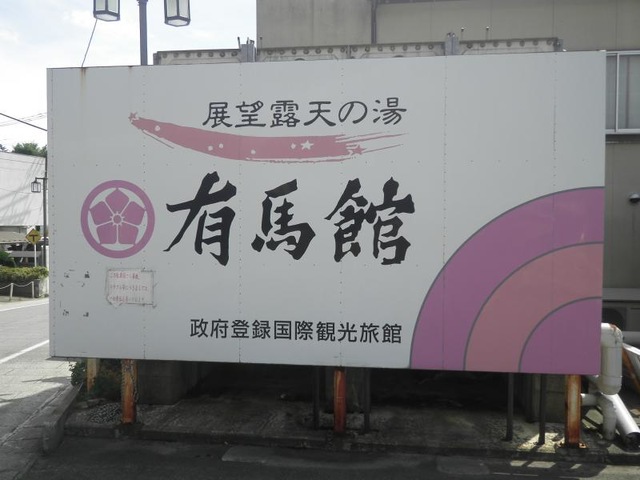 展望露天の湯
有馬館
政府登録国際観光旅館